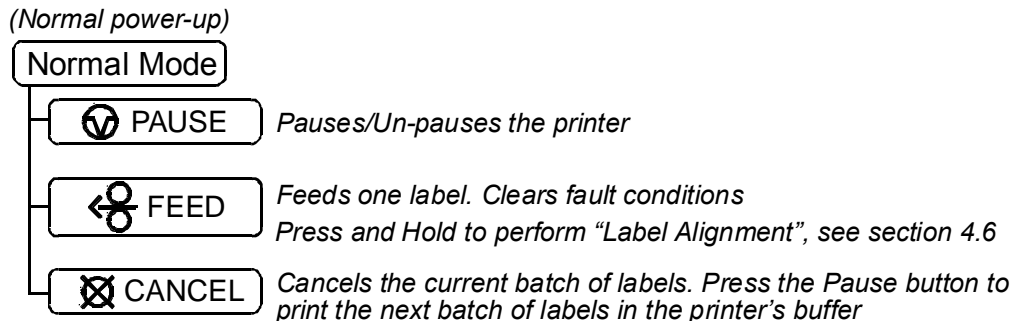 (Normal power-up)
Normal Mode
PAUSE Pauses/Un-pauses the printer
FEED Feeds one label. Clears fault conditions
Press and Hold to perform “Label Alignment”, see section 4.6
CANCEL Cancels the current batch of labels. Press the Pause button to
print the next batch of labels in the printer’s buffer